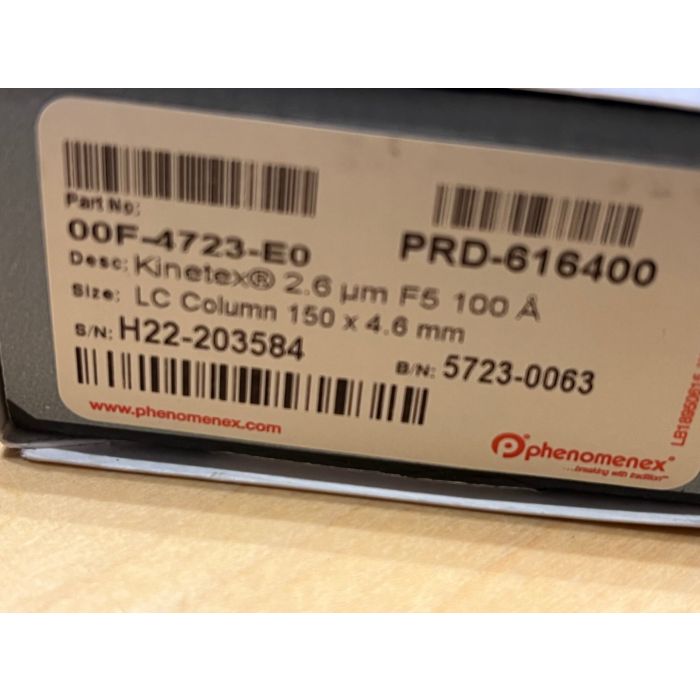 Part No:
00F-4723-E0
PRD-616400
Desc: Kinetex® 2.6 µm F5 100 Å
Size: LC Column 150 x 4.6 mm
S/N: H22-203584
B/N: 5723-0063
www.phenomenex.com
phenomenex®
...breaking with tradition™